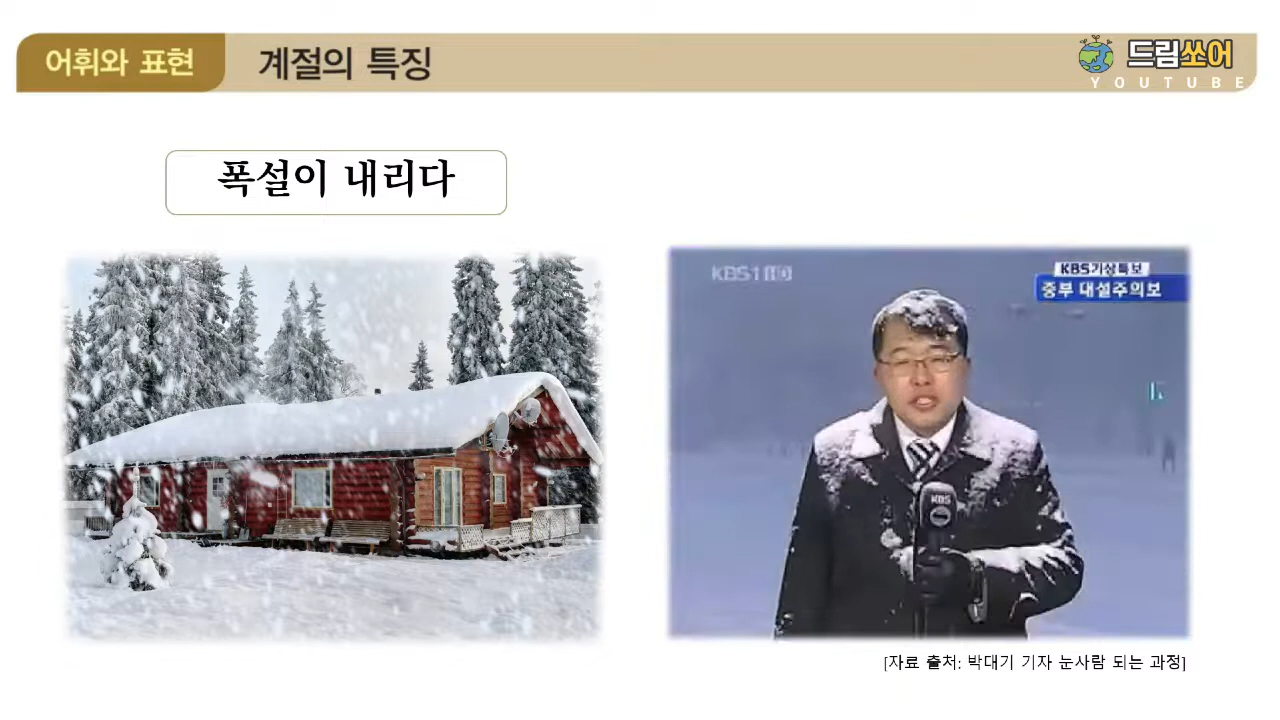 어휘와 표현
계절의 특징
드림쏘어
YOUTUBE
폭설이 내리다
KBS1 HD
KBS기상특보
중부 대설주의보
KBS
[자료 출처: 박대기 기자 눈사람 되는 과정]